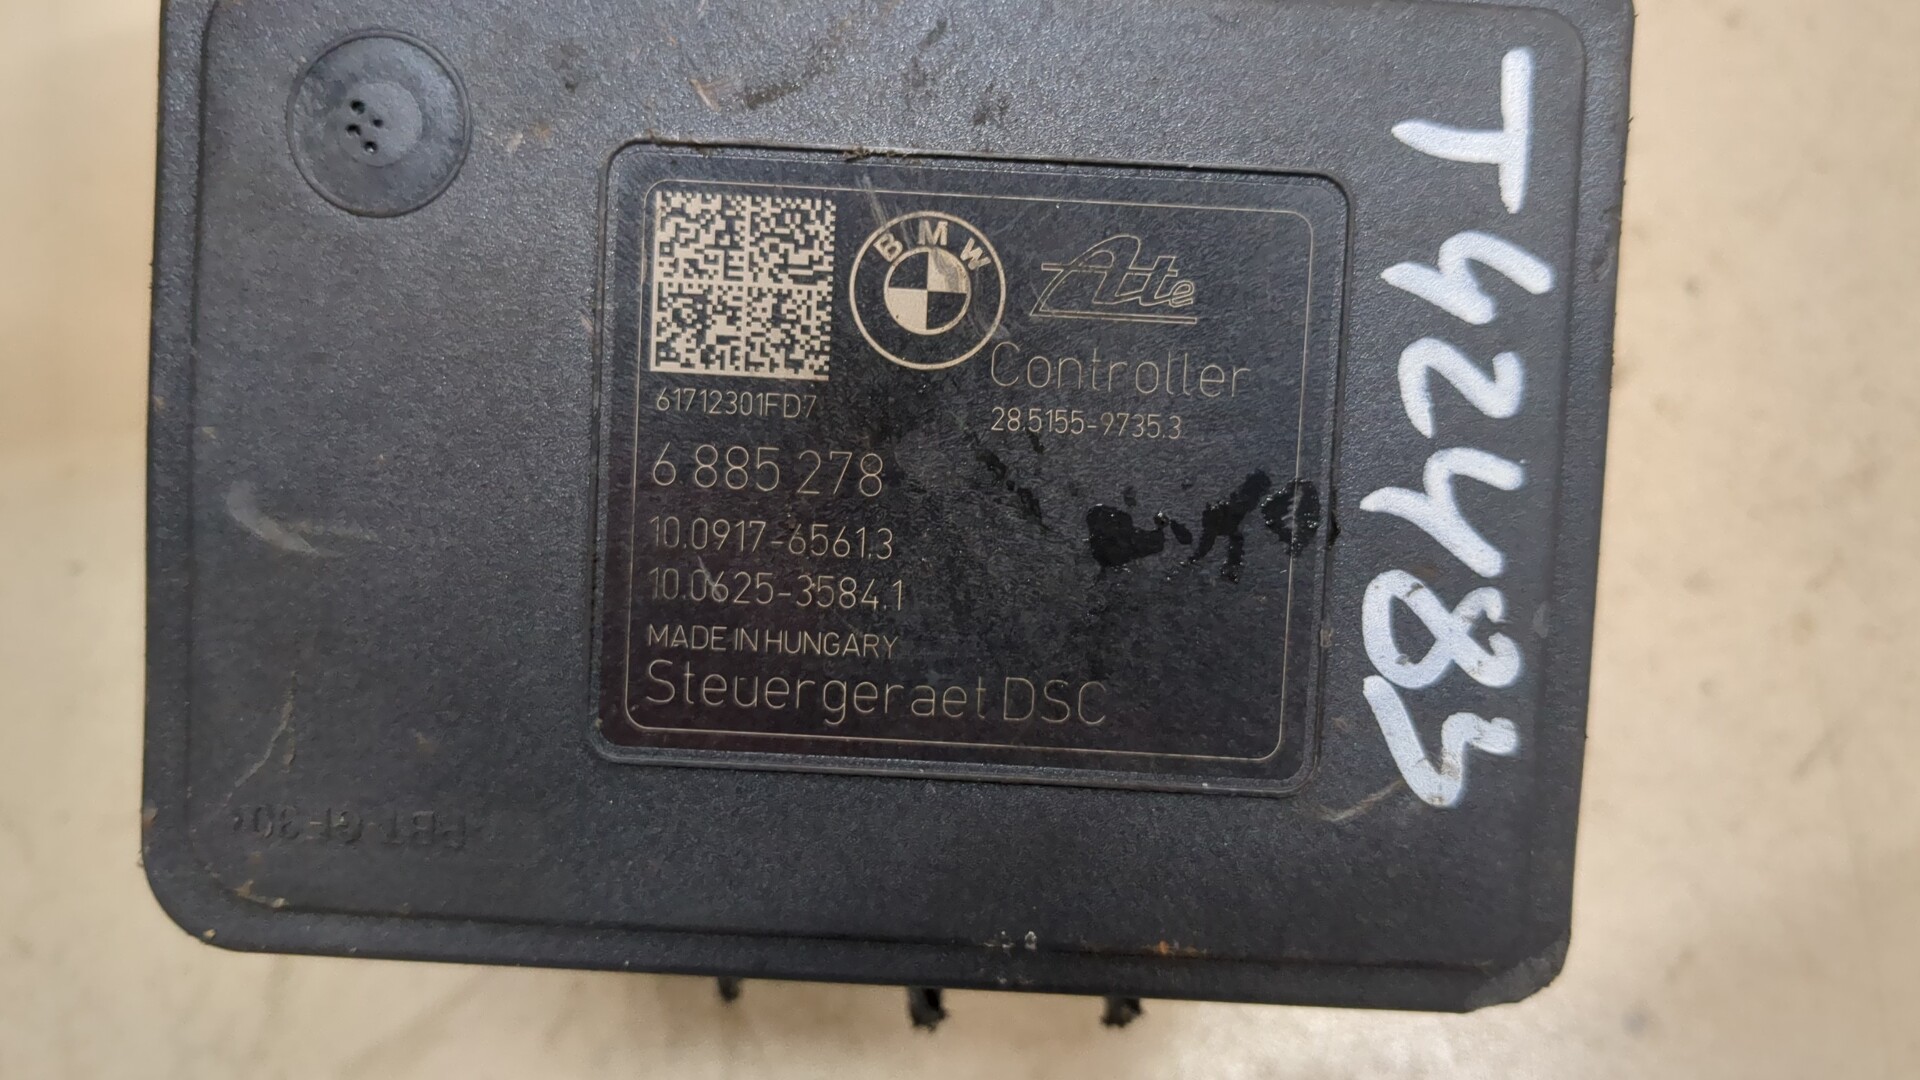 BMW
Ate
Controller
28.5155-9735.3
61712301FD7
6 885 278
10.0917-6561.3
10.0625-3584.1
MADE IN HUNGARY
Steuergeraet DSC